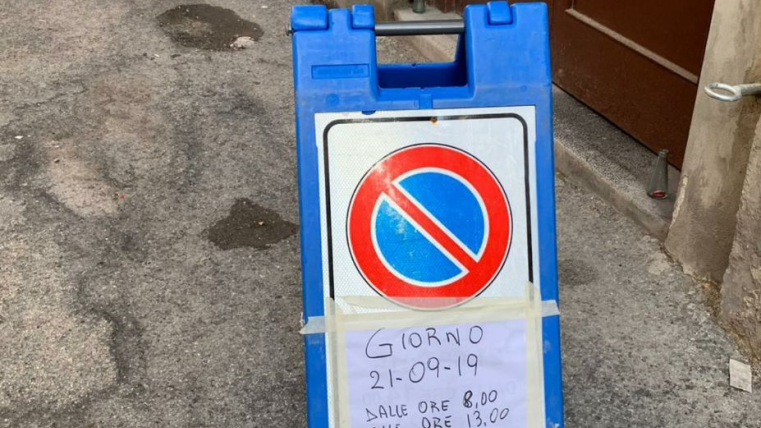 GIORNO
21-09-19
DALLE ORE 8,00
ORE 13.00